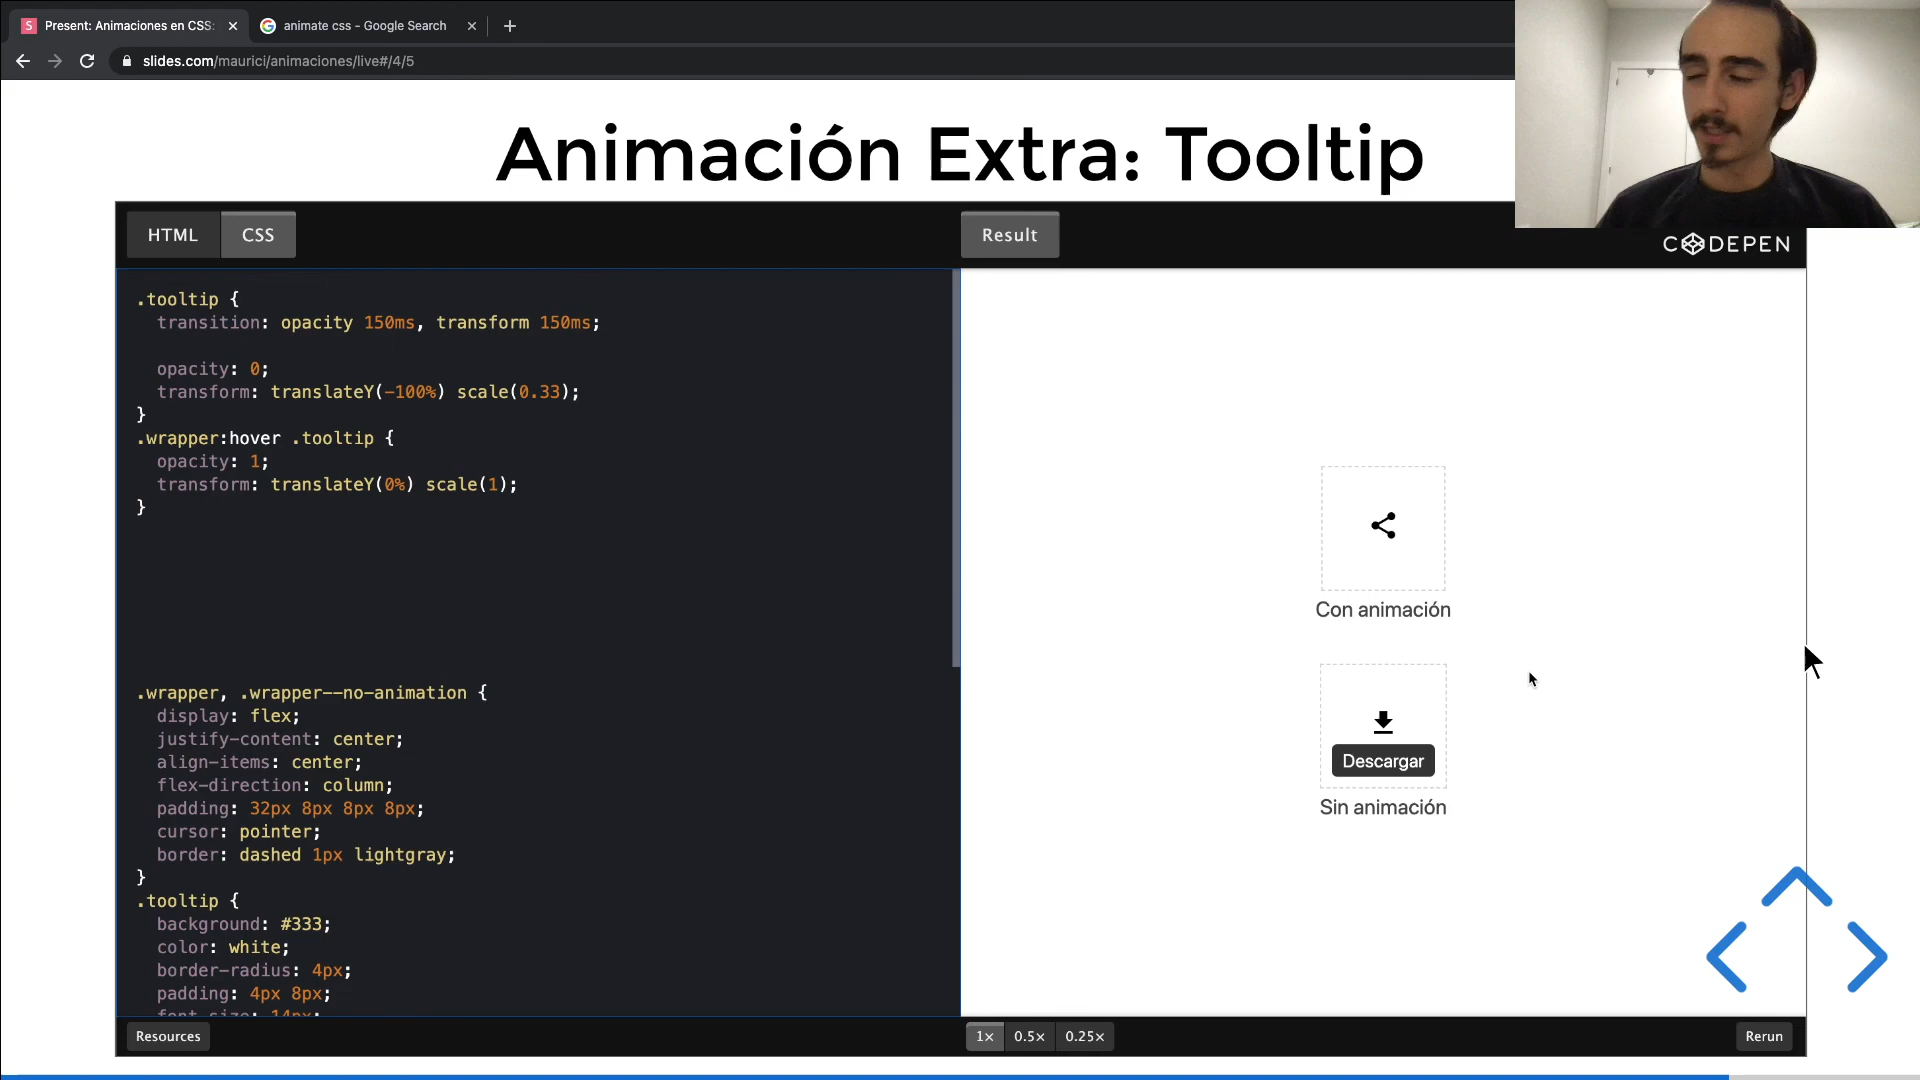 Present: Animaciones en CSS:
animate css - Google Search
slides.com/maurici/animaciones/live#/4/5
Animación Extra: Tooltip
HTML
CSS
Result
CODEPEN
.tooltip {
transition: opacity 150ms, transform 150ms;
opacity: 0;
transform: translateY(-100%) scale(0.33);
}
.wrapper:hover .tooltip {
opacity: 1;
transform: translateY(0%) scale(1);
}
.wrapper, .wrapper--no-animation {
display: flex;
justify-content: center;
align-items: center;
flex-direction: column;
padding: 32px 8px 8px 8px;
cursor: pointer;
border: dashed 1px lightgray;
}
.tooltip {
background: #333;
color: white;
border-radius: 4px;
padding: 4px 8px;
font-size: 14px;
Con animación
Descargar
Sin animación
Resources
1×
0.5×
0.25×
Rerun